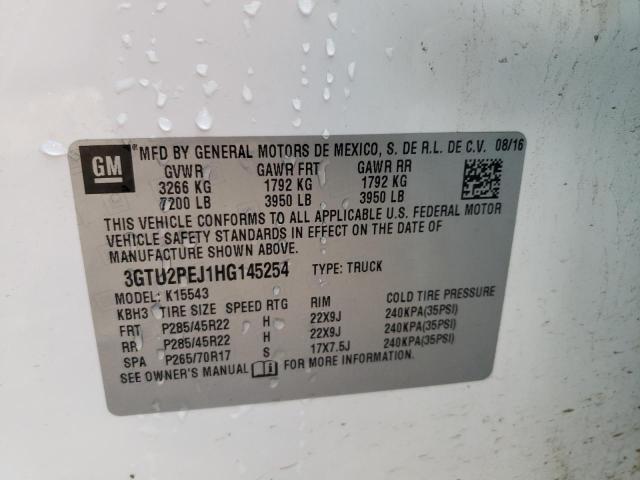 GM
® MFD BY GENERAL MOTORS DE MEXICO, S. DE R.L. DE C.V. 08/16
GVWR GAWR FRT GAWR RR
3266 KG 1792 KG 1792 KG
7200 LB 3950 LB 3950 LB
THIS VEHICLE CONFORMS TO ALL APPLICABLE U.S. FEDERAL MOTOR
VEHICLE SAFETY STANDARDS IN EFFECT ON THE DATE OF
MANUFACTURE SHOWN ABOVE.
3GTU2PEJ1HG145254 TYPE: TRUCK
MODEL: K15543
KBH3 TIRE SIZE SPEED RTG RIM COLD TIRE PRESSURE
FRT P285/45R22 H 22X9J 240KPA(35PSI)
RR P285/45R22 H 22X9J 240KPA(35PSI)
SPA P265/70R17 S 17X7.5J 240KPA(35PSI)
SEE OWNER'S MANUAL FOR MORE INFORMATION.